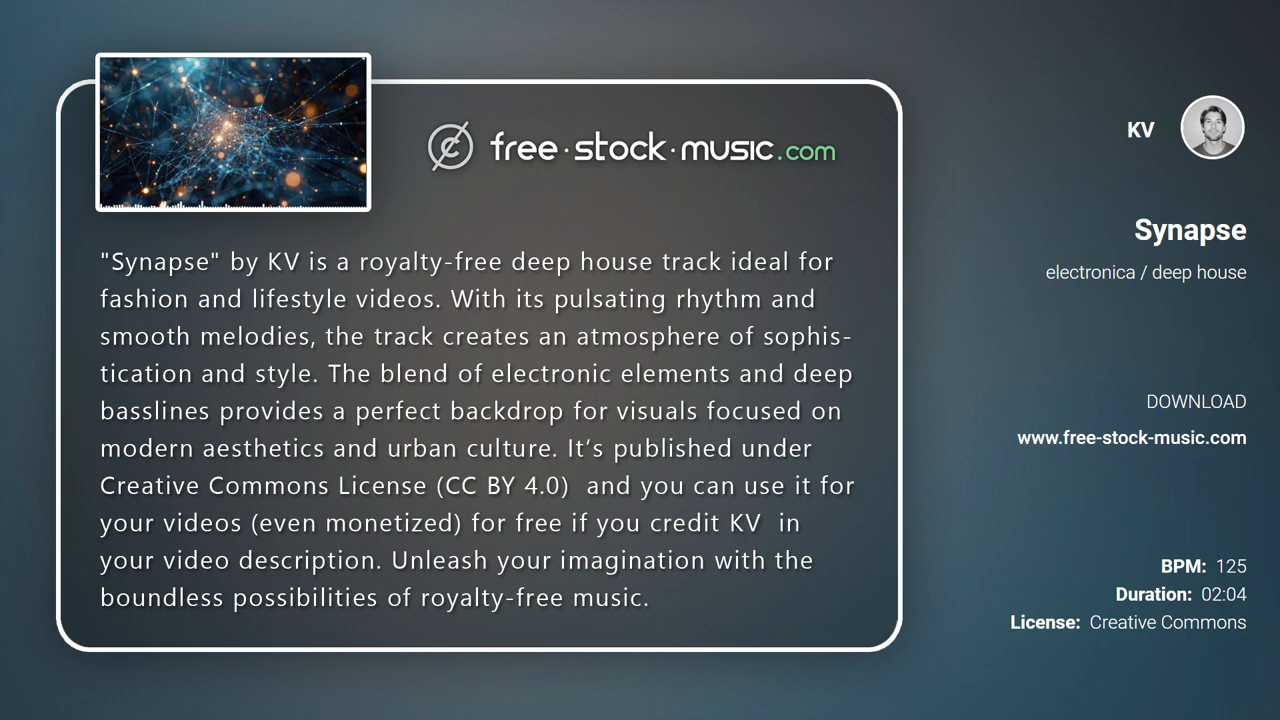 free·stock·music.com
"Synapse" by KV is a royalty-free deep house track ideal for
fashion and lifestyle videos. With its pulsating rhythm and
smooth melodies, the track creates an atmosphere of sophis-
tication and style. The blend of electronic elements and deep
basslines provides a perfect backdrop for visuals focused on
modern aesthetics and urban culture. It’s published under
Creative Commons License (CC BY 4.0)  and you can use it for
your videos (even monetized) for free if you credit KV  in
your video description. Unleash your imagination with the
boundless possibilities of royalty-free music.
KV
Synapse
electronica / deep house
DOWNLOAD
www.free-stock-music.com
BPM: 125
Duration: 02:04
License: Creative Commons